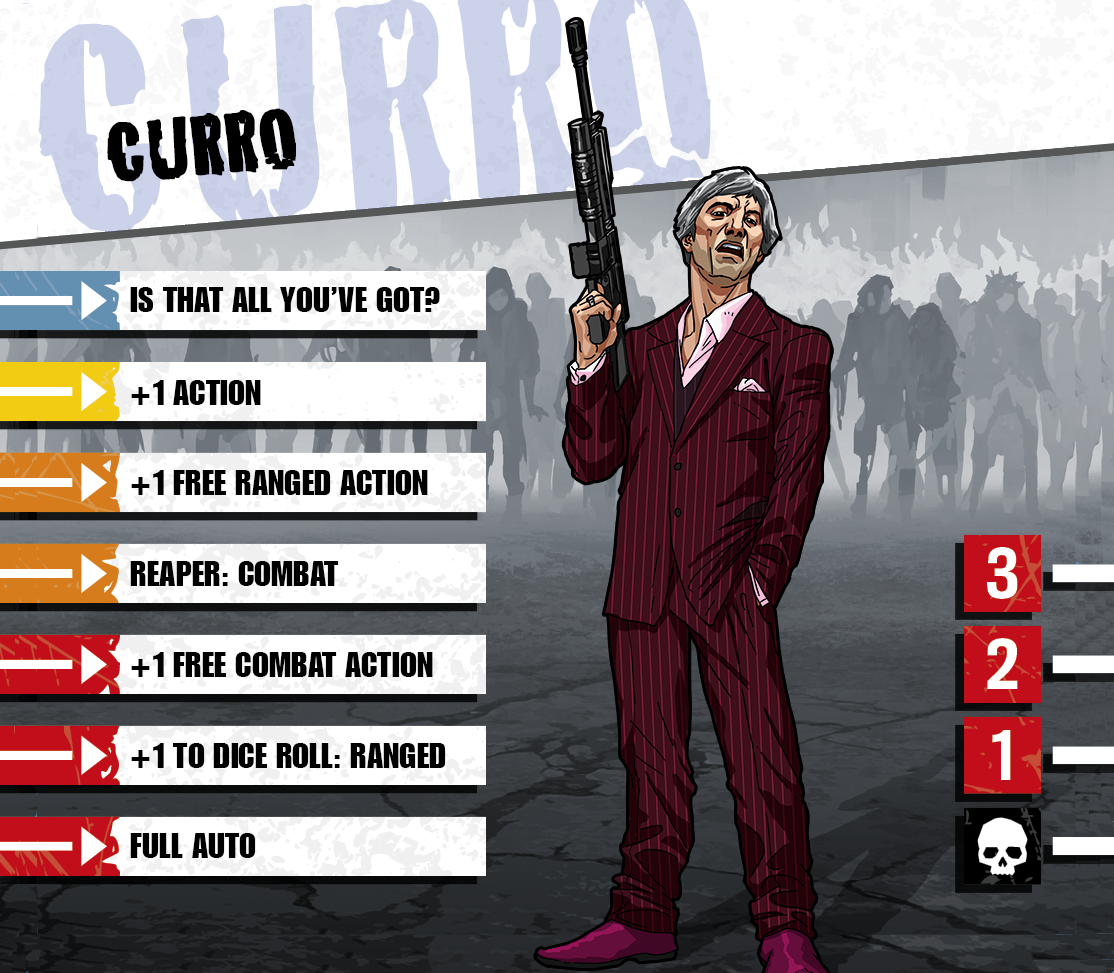 CURRO
CURRO
IS THAT ALL YOU'VE GOT?
+1 ACTION
+1 FREE RANGED ACTION
REAPER: COMBAT
+1 FREE COMBAT ACTION
+1 TO DICE ROLL: RANGED
FULL AUTO
3
2
1